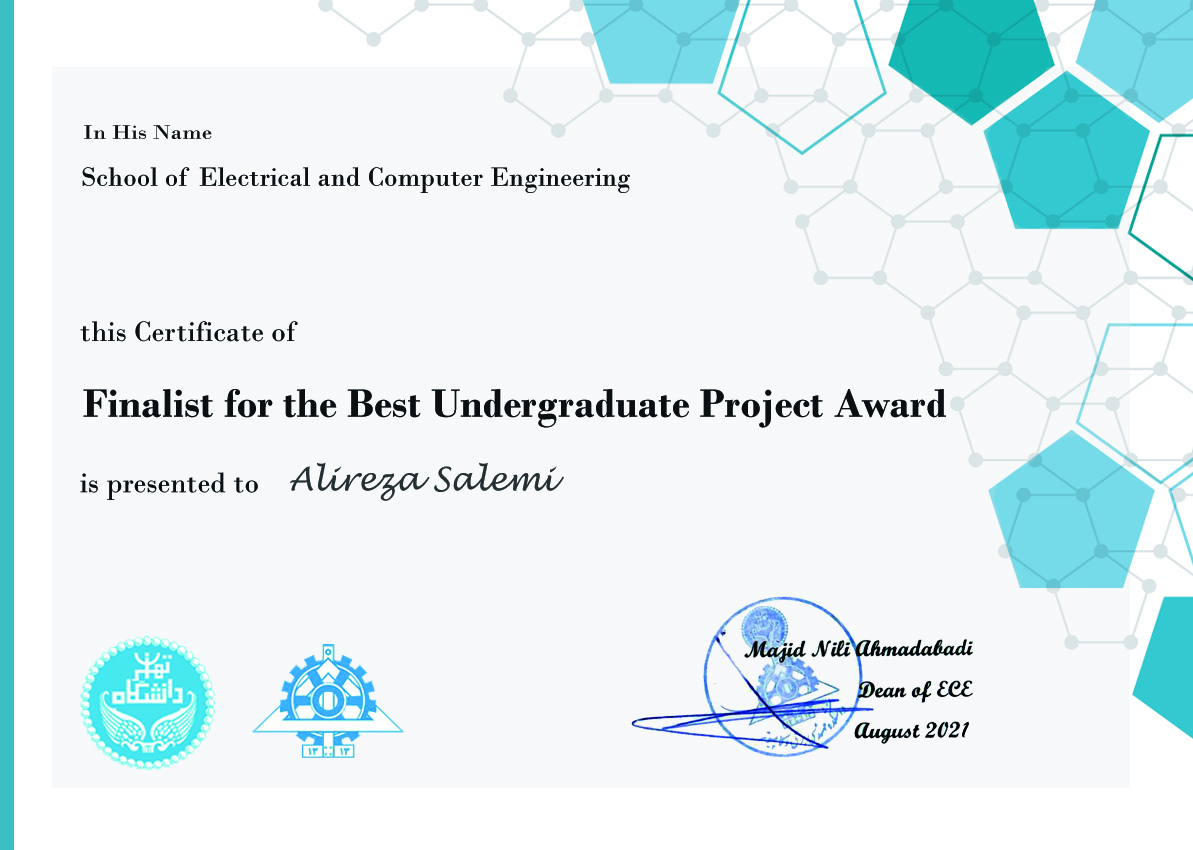 In His Name
School of Electrical and Computer Engineering
this Certificate of
Finalist for the Best Undergraduate Project Award
is presented to Alireza Salemi
دانشگاه تهران
۱۳ ۱۳
Majid Nili Ahmadabadi
Dean of ECE
August 2021